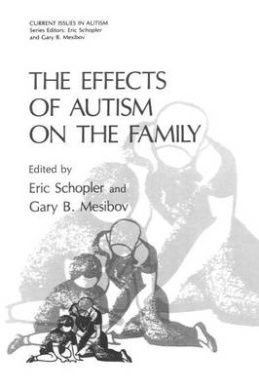 CURRENT ISSUES IN AUTISM
Series Editors: Eric Schopler
and Gary B. Mesibov
THE EFFECTS
OF AUTISM
ON THE FAMILY
Edited by
Eric Schopler and
Gary B. Mesibov